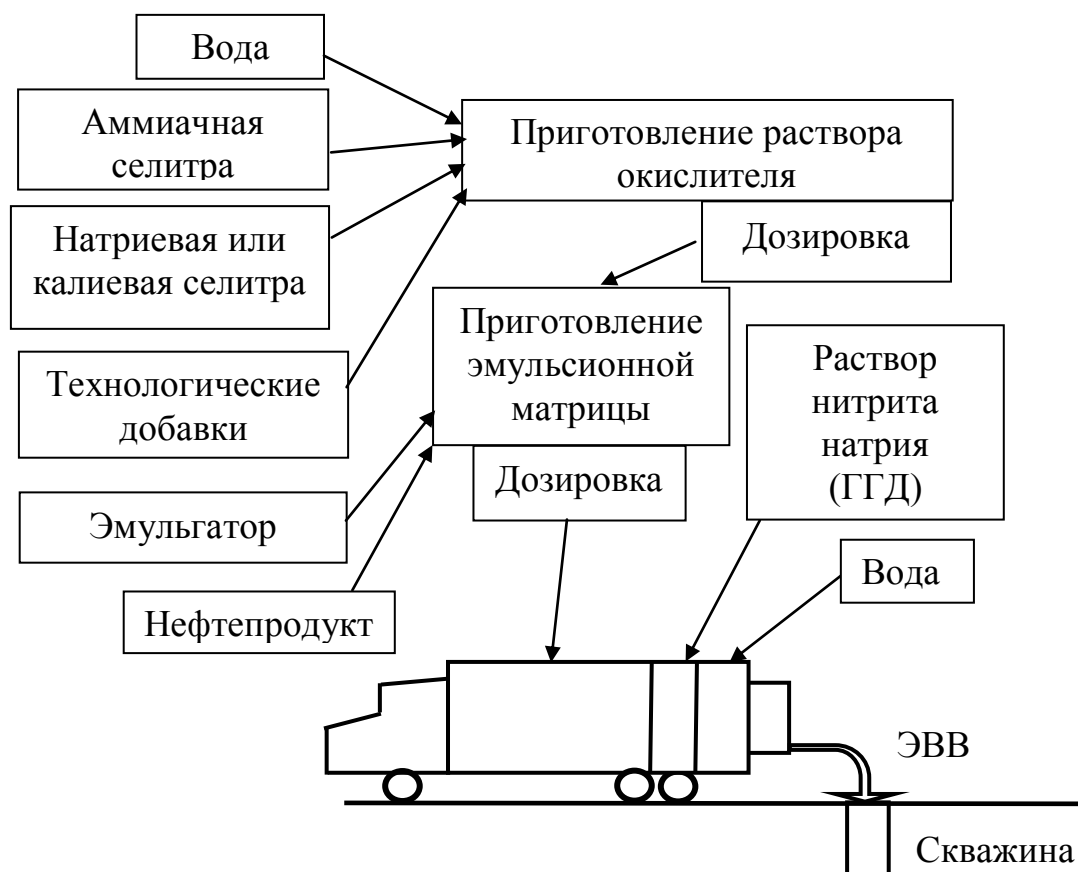 Вода
Аммиачная
селитра
Приготовление раствора
окислителя
Натриевая или
калиевая селитра
Дозировка
Приготовление
эмульсионной
матрицы
Технологические
добавки
Раствор
нитрита
натрия
(ГГД)
Дозировка
Эмульгатор
Вода
Нефтепродукт
ЭВВ
Скважина